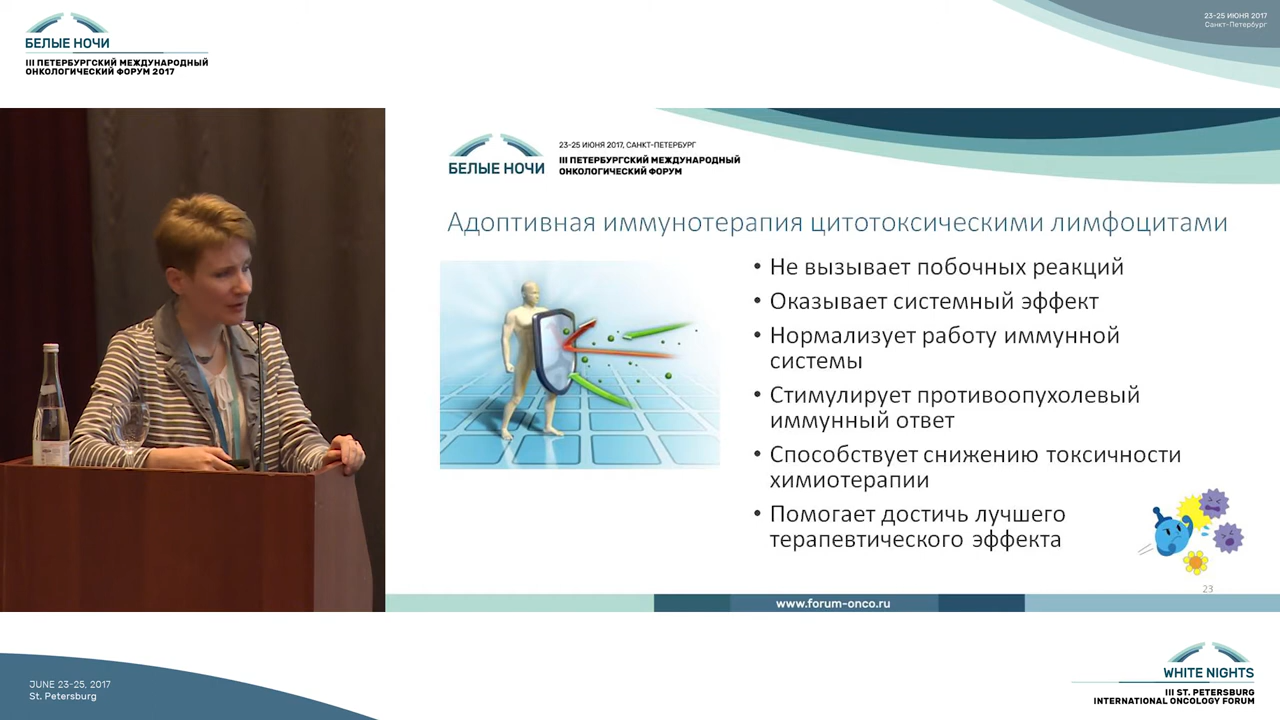 БЕЛЫЕ НОЧИ
III ПЕТЕРБУРГСКИЙ МЕЖДУНАРОДНЫЙ
ОНКОЛОГИЧЕСКИЙ ФОРУМ 2017
23-25 ИЮНЯ 2017
Санкт-Петербург
БЕЛЫЕ НОЧИ
23-25 ИЮНЯ 2017, САНКТ-ПЕТЕРБУРГ
III ПЕТЕРБУРГСКИЙ МЕЖДУНАРОДНЫЙ
ОНКОЛОГИЧЕСКИЙ ФОРУМ
Адоптивная иммунотерапия цитотоксическими лимфоцитами
• Не вызывает побочных реакций
• Оказывает системный эффект
• Нормализует работу иммунной
системы
• Стимулирует противоопухолевый
иммунный ответ
• Способствует снижению токсичности
химиотерапии
• Помогает достичь лучшего
терапевтического эффекта
23
www.forum-onco.ru
JUNE 23-25, 2017
St. Petersburg
WHITE NIGHTS
III ST. PETERSBURG
INTERNATIONAL ONCOLOGY FORUM